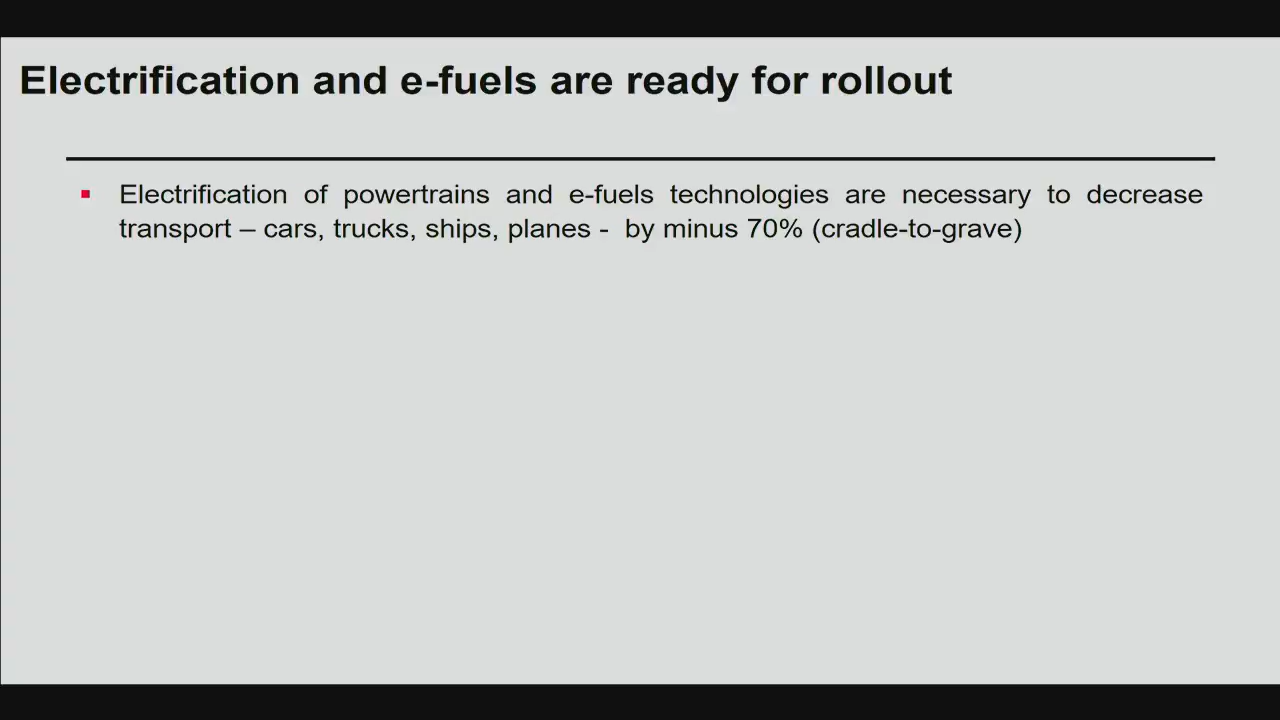 Electrification and e-fuels are ready for rollout
Electrification of powertrains and e-fuels technologies are necessary to decrease
transport – cars, trucks, ships, planes - by minus 70% (cradle-to-grave)